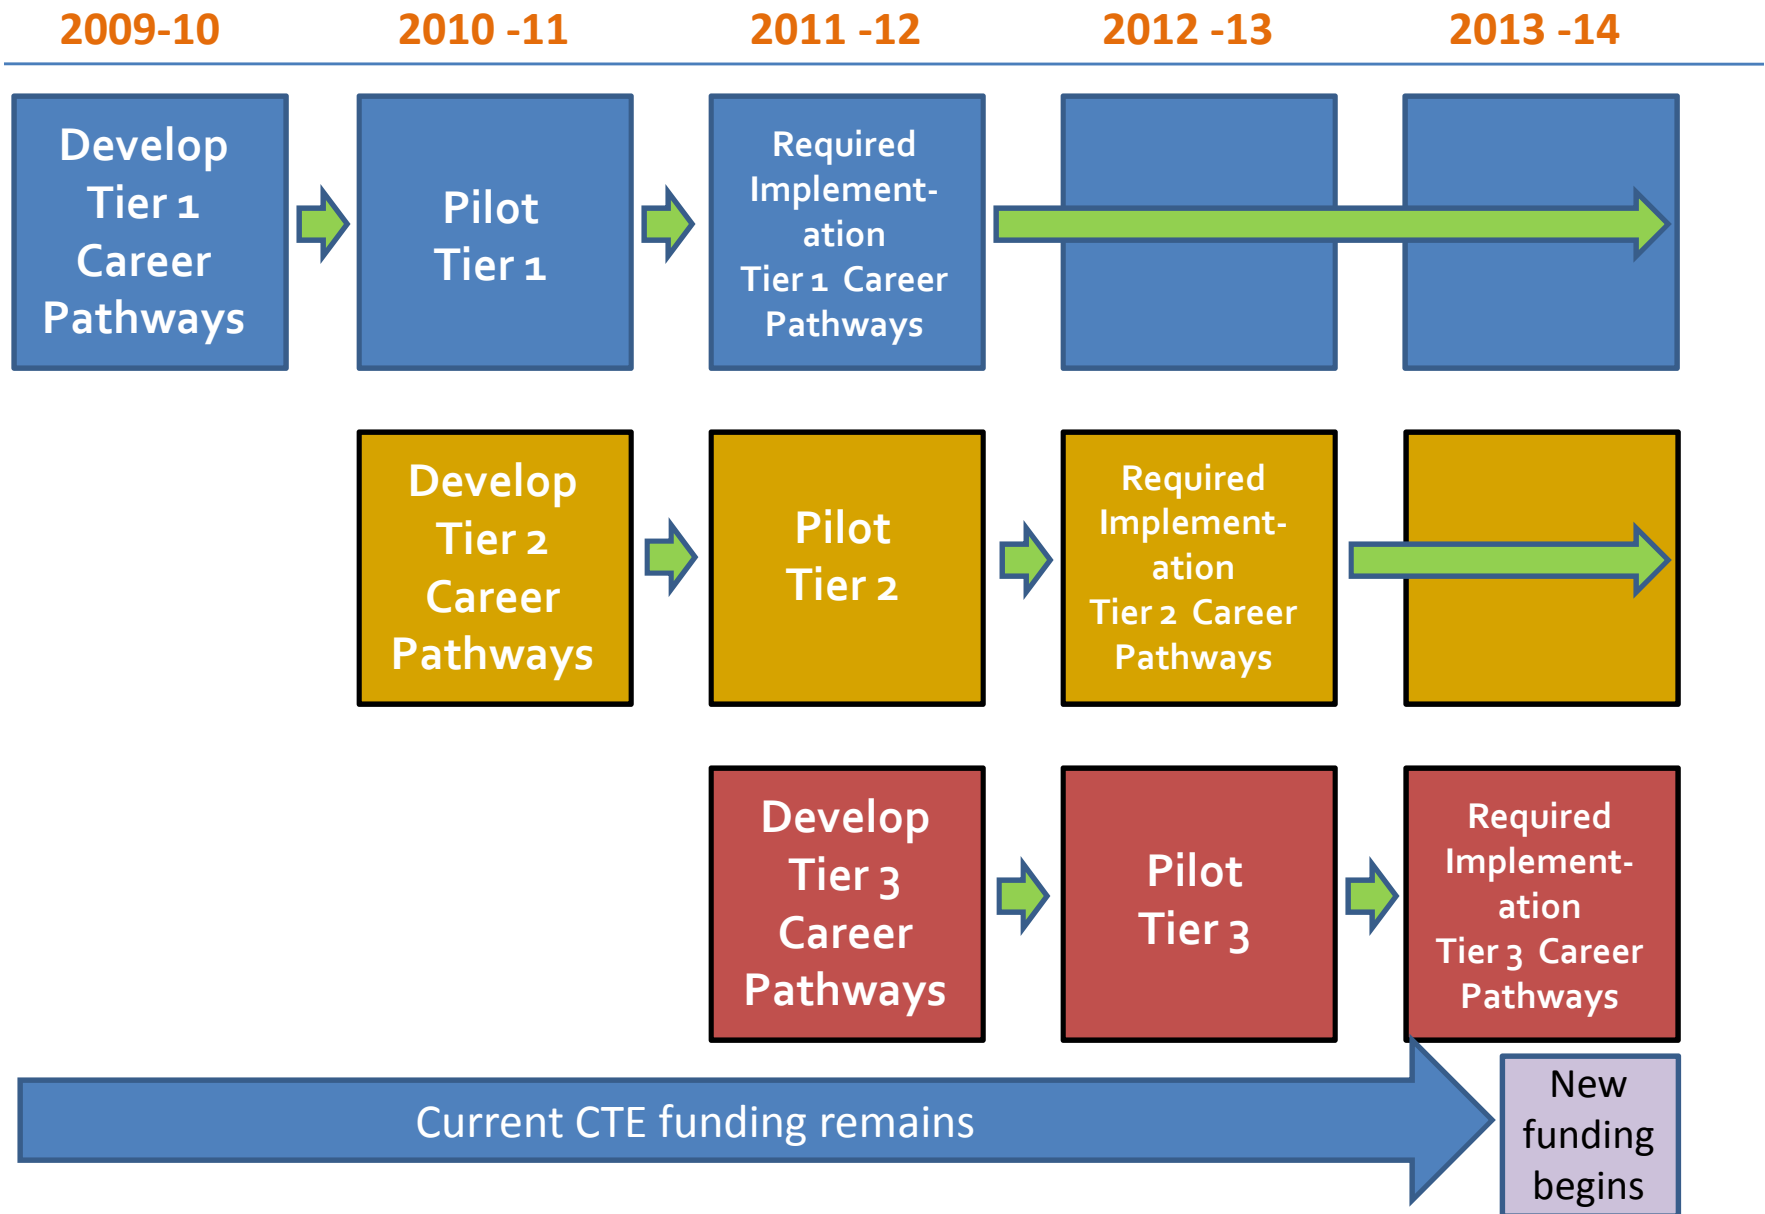 2009-10
2010 -11
2011 -12
2012 -13
2013 -14
Develop
Tier 1
Career
Pathways
Pilot
Tier 1
Required
Implement-
ation
Tier 1 Career
Pathways
Develop
Tier 2
Career
Pathways
Pilot
Tier 2
Required
Implement-
ation
Tier 2 Career
Pathways
Develop
Tier 3
Career
Pathways
Pilot
Tier 3
Required
Implement-
ation
Tier 3 Career
Pathways
Current CTE funding remains
New
funding
begins